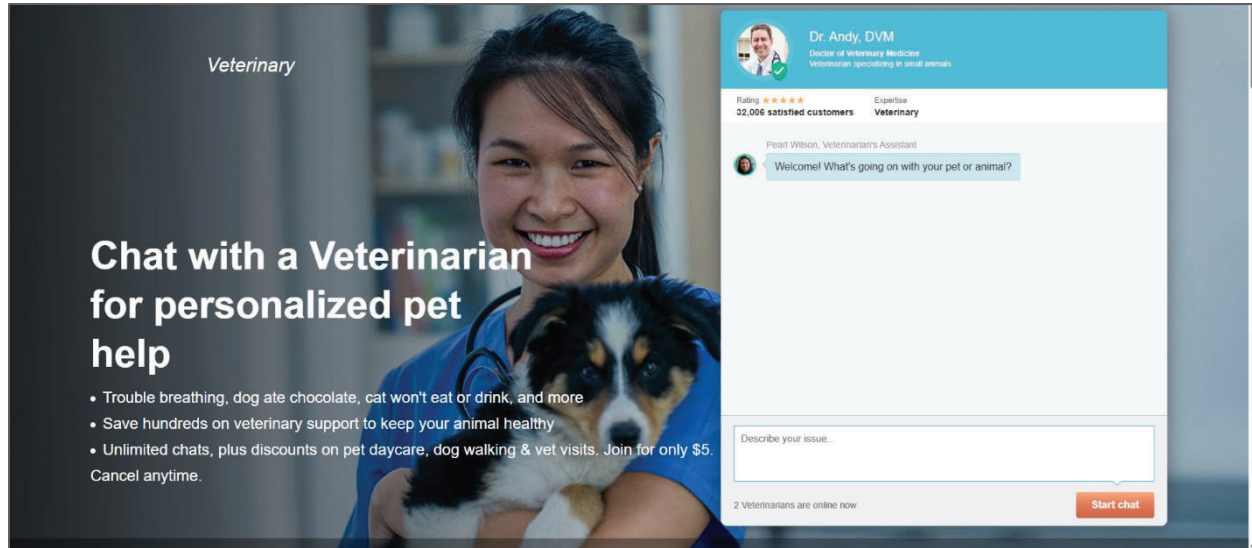 Veterinary
Chat with a Veterinarian
for personalized pet
help
• Trouble breathing, dog ate chocolate, cat won't eat or drink, and more
• Save hundreds on veterinary support to keep your animal healthy
• Unlimited chats, plus discounts on pet daycare, dog walking & vet visits. Join for only $5.
Cancel anytime.
Dr. Andy, DVM
Doctor of Veterinary Medicine
Veterinarian specializing in small animals
Rating ★★★★★ Expertise
32,006 satisfied customers Veterinary
Pearl Wilson, Veterinarian's Assistant
Welcome! What's going on with your pet or animal?
Describe your issue...
2 Veterinarians are online now
Start chat